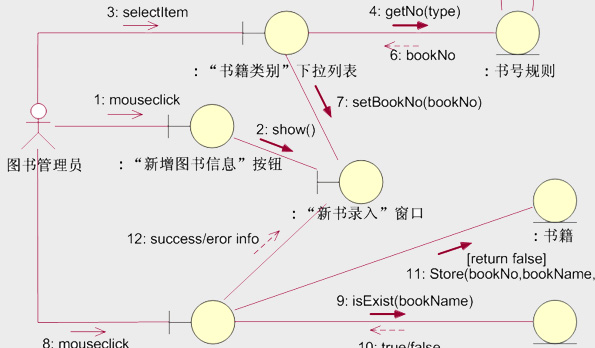 3: selectItem
4: getNo(type)
6: bookNo
: “书籍类别”下拉列表
: 书号规则
1: mouseclick
7: setBookNo(bookNo)
2: show()
图书管理员
: “新增图书信息”按钮
: “新书录入”窗口
12: success/eror info
: 书籍
[return false]
11: Store(bookNo,bookName,
9: isExist(bookName)
8: mouseclick
10: true/false